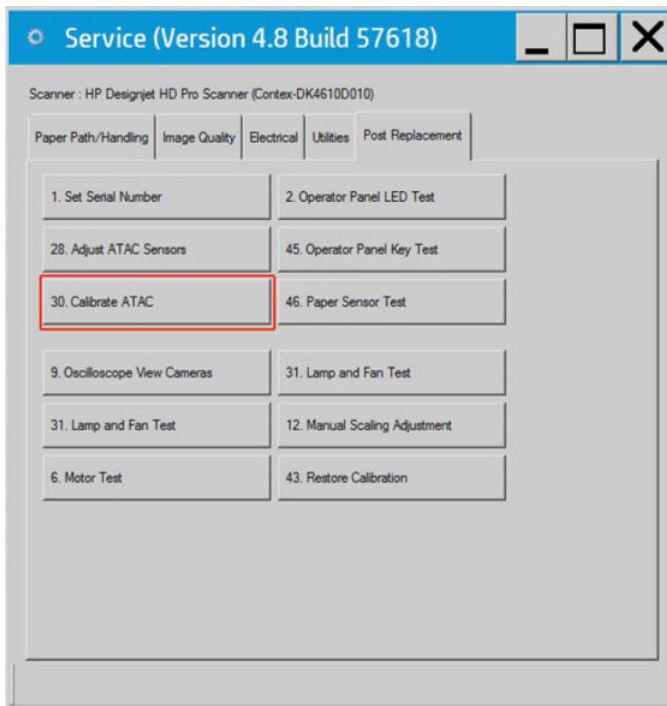 Service (Version 4.8 Build 57618)
Scanner : HP Designjet HD Pro Scanner (Contex-DK4610D010)
Paper Path/Handling Image Quality Electrical Utilities Post Replacement
1. Set Serial Number 2. Operator Panel LED Test
28. Adjust ATAC Sensors 45. Operator Panel Key Test
30. Calibrate ATAC 46. Paper Sensor Test
9. Oscilloscope View Cameras 31. Lamp and Fan Test
31. Lamp and Fan Test 12. Manual Scaling Adjustment
6. Motor Test 43. Restore Calibration